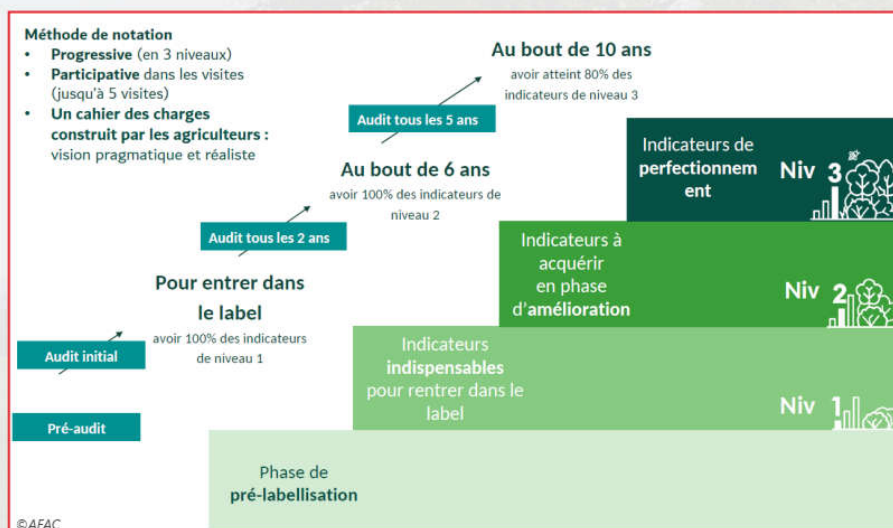 Méthode de notation
• Progressive (en 3 niveaux)
• Participative dans les visites
(jusqu'à 5 visites)
• Un cahier des charges
construit par les agriculteurs :
vision pragmatique et réaliste
Au bout de 10 ans
avoir atteint 80% des
indicateurs de niveau 3
Audit tous les 5 ans
Au bout de 6 ans
avoir 100% des indicateurs de
niveau 2
Audit tous les 2 ans
Pour entrer dans
le label
avoir 100% des indicateurs
de niveau 1
Audit initial
Pré-audit
Indicateurs de
perfectionnem
ent
Niv 3
Indicateurs à
acquérir
en phase
d'amélioration
Niv 2
Indicateurs
indispensables
pour rentrer dans le
label
Niv 1
Phase de
pré-labellisation
©AFAC